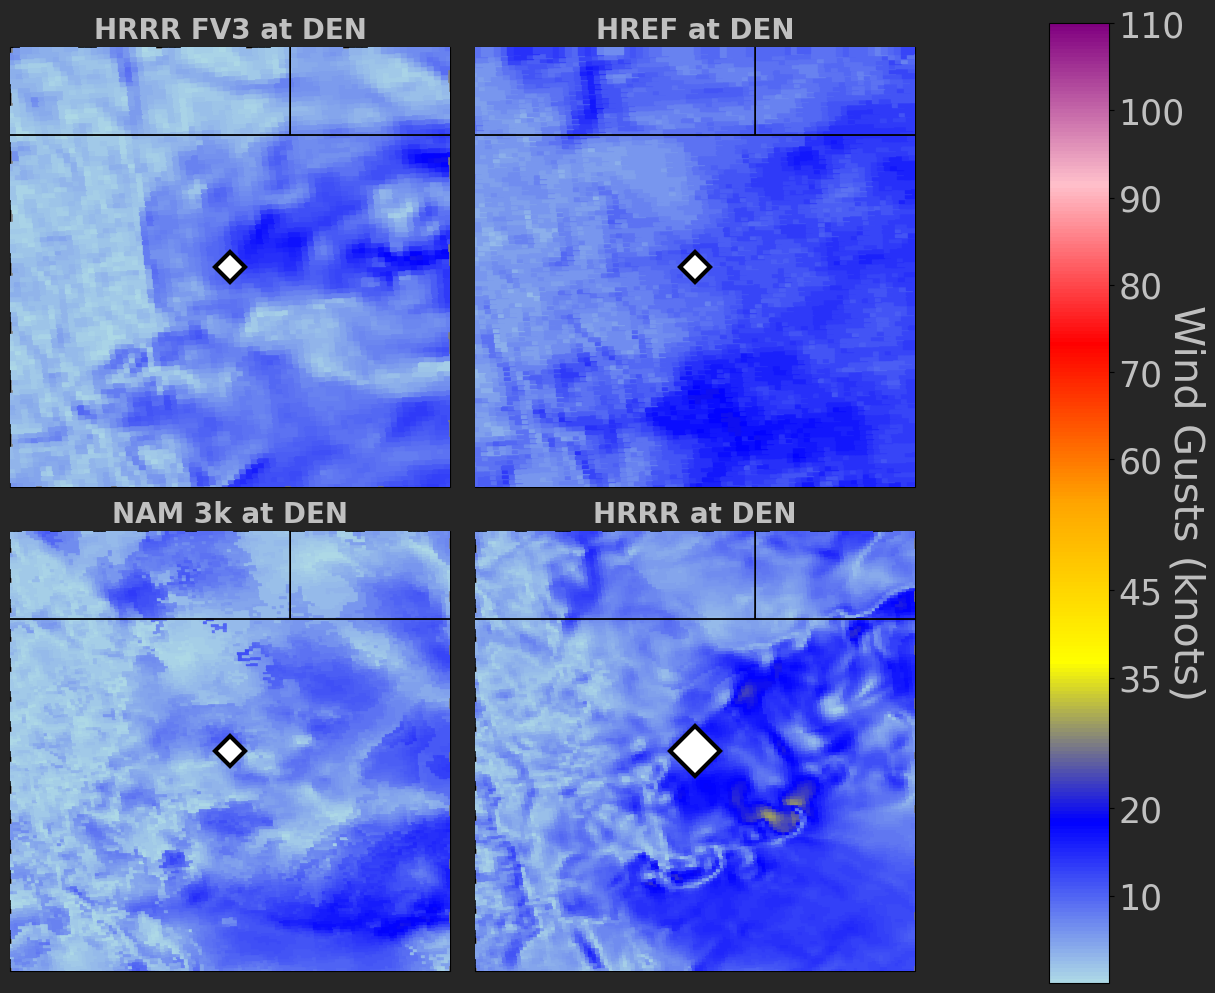 HRRR FV3 at DEN
HREF at DEN
NAM 3k at DEN
HRRR at DEN
110
100
90
80
70
60
45
35
20
10
Wind Gusts (knots)